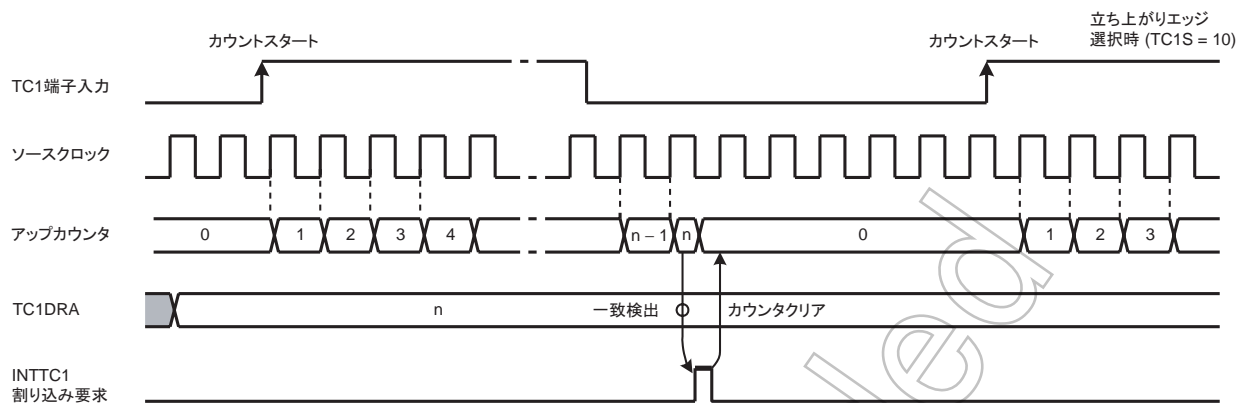 立ち上がりエッジ
選択時 (TC1S = 10)
カウントスタート
カウントスタート
TC1端子入力
ソースクロック
アップカウンタ
0 1 2 3 4 n − 1 n 0 1 2 3
TC1DRA
n
一致検出
カウンタクリア
INTTC1
割り込み要求